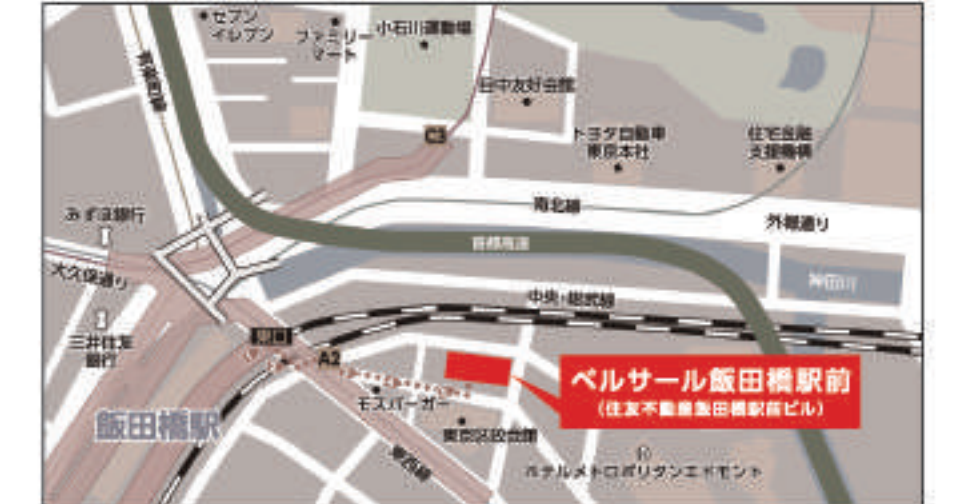 セブン
イレブン
ファミリー
マート
小石川運動場
有楽町線
日中友好会館
C3
トヨタ自動車
東京本社
住宅金融
支援機構
みずほ銀行
南北線
外堀通り
首都高速
大久保通り
神田川
中央・総武線
三井住友
銀行
東口
A2
ベルサール飯田橋駅前
(住友不動産飯田橋駅前ビル)
モスバーガー
飯田橋駅
東京区政会館
東西線
H
ホテルメトロポリタンエドモント